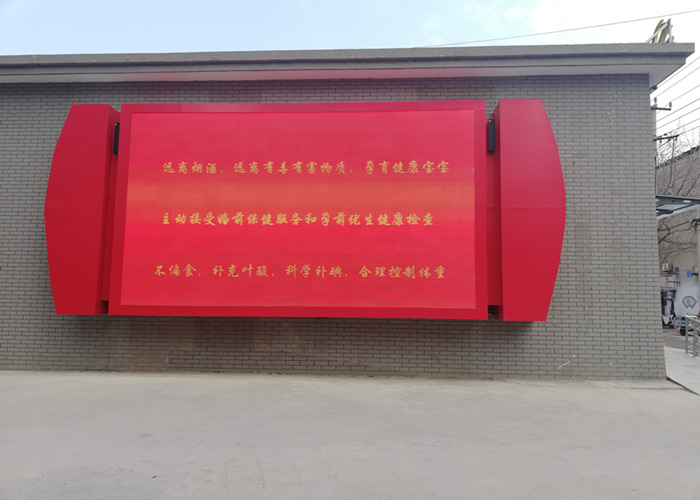 远离烟酒，远离有毒有害物质，孕育健康宝宝
主动接受婚前保健服务和孕前优生健康检查
不偏食，补充叶酸，科学补碘，合理控制体重